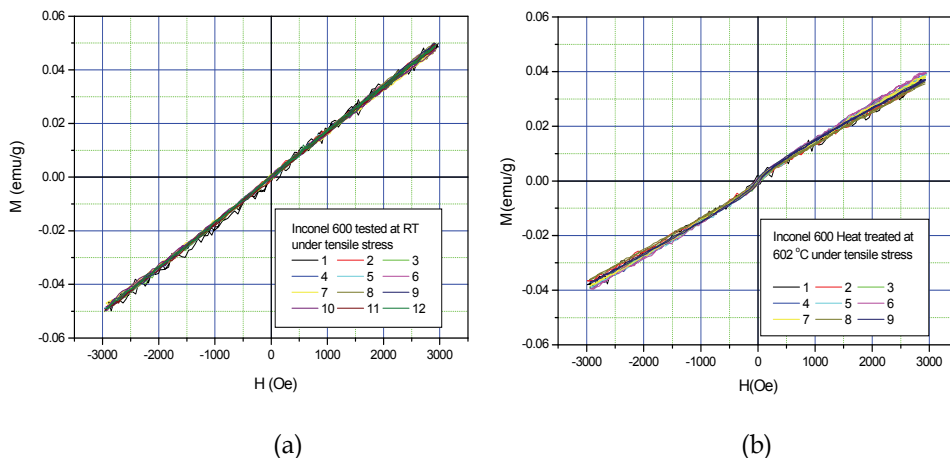 0.06
0.04
0.02
0.00
-0.02
-0.04
-0.06
M (emu/g)
-3000 -2000 -1000 0 1000 2000 3000
H (Oe)
Inconel 600 tested at RT
under tensile stress
1 2 3
4 5 6
7 8 9
10 11 12
(a)
0.06
0.04
0.02
0.00
-0.02
-0.04
-0.06
M(emu/g)
-3000 -2000 -1000 0 1000 2000 3000
H(Oe)
Inconel 600 Heat treated at
602 °C under tensile stress
1 2 3
4 5 6
7 8 9
(b)